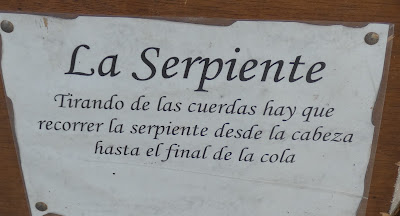 La Serpiente
Tirando de las cuerdas hay que
recorrer la serpiente desde la cabeza
hasta el final de la cola